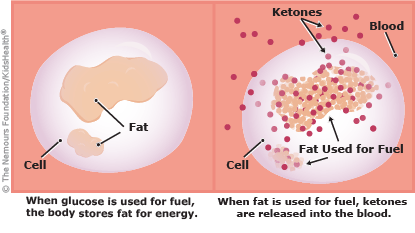 © The Nemours Foundation/KidsHealth®
Fat
Cell
When glucose is used for fuel,
the body stores fat for energy.
Ketones
Blood
Fat Used for Fuel
Cell
When fat is used for fuel, ketones
are released into the blood.